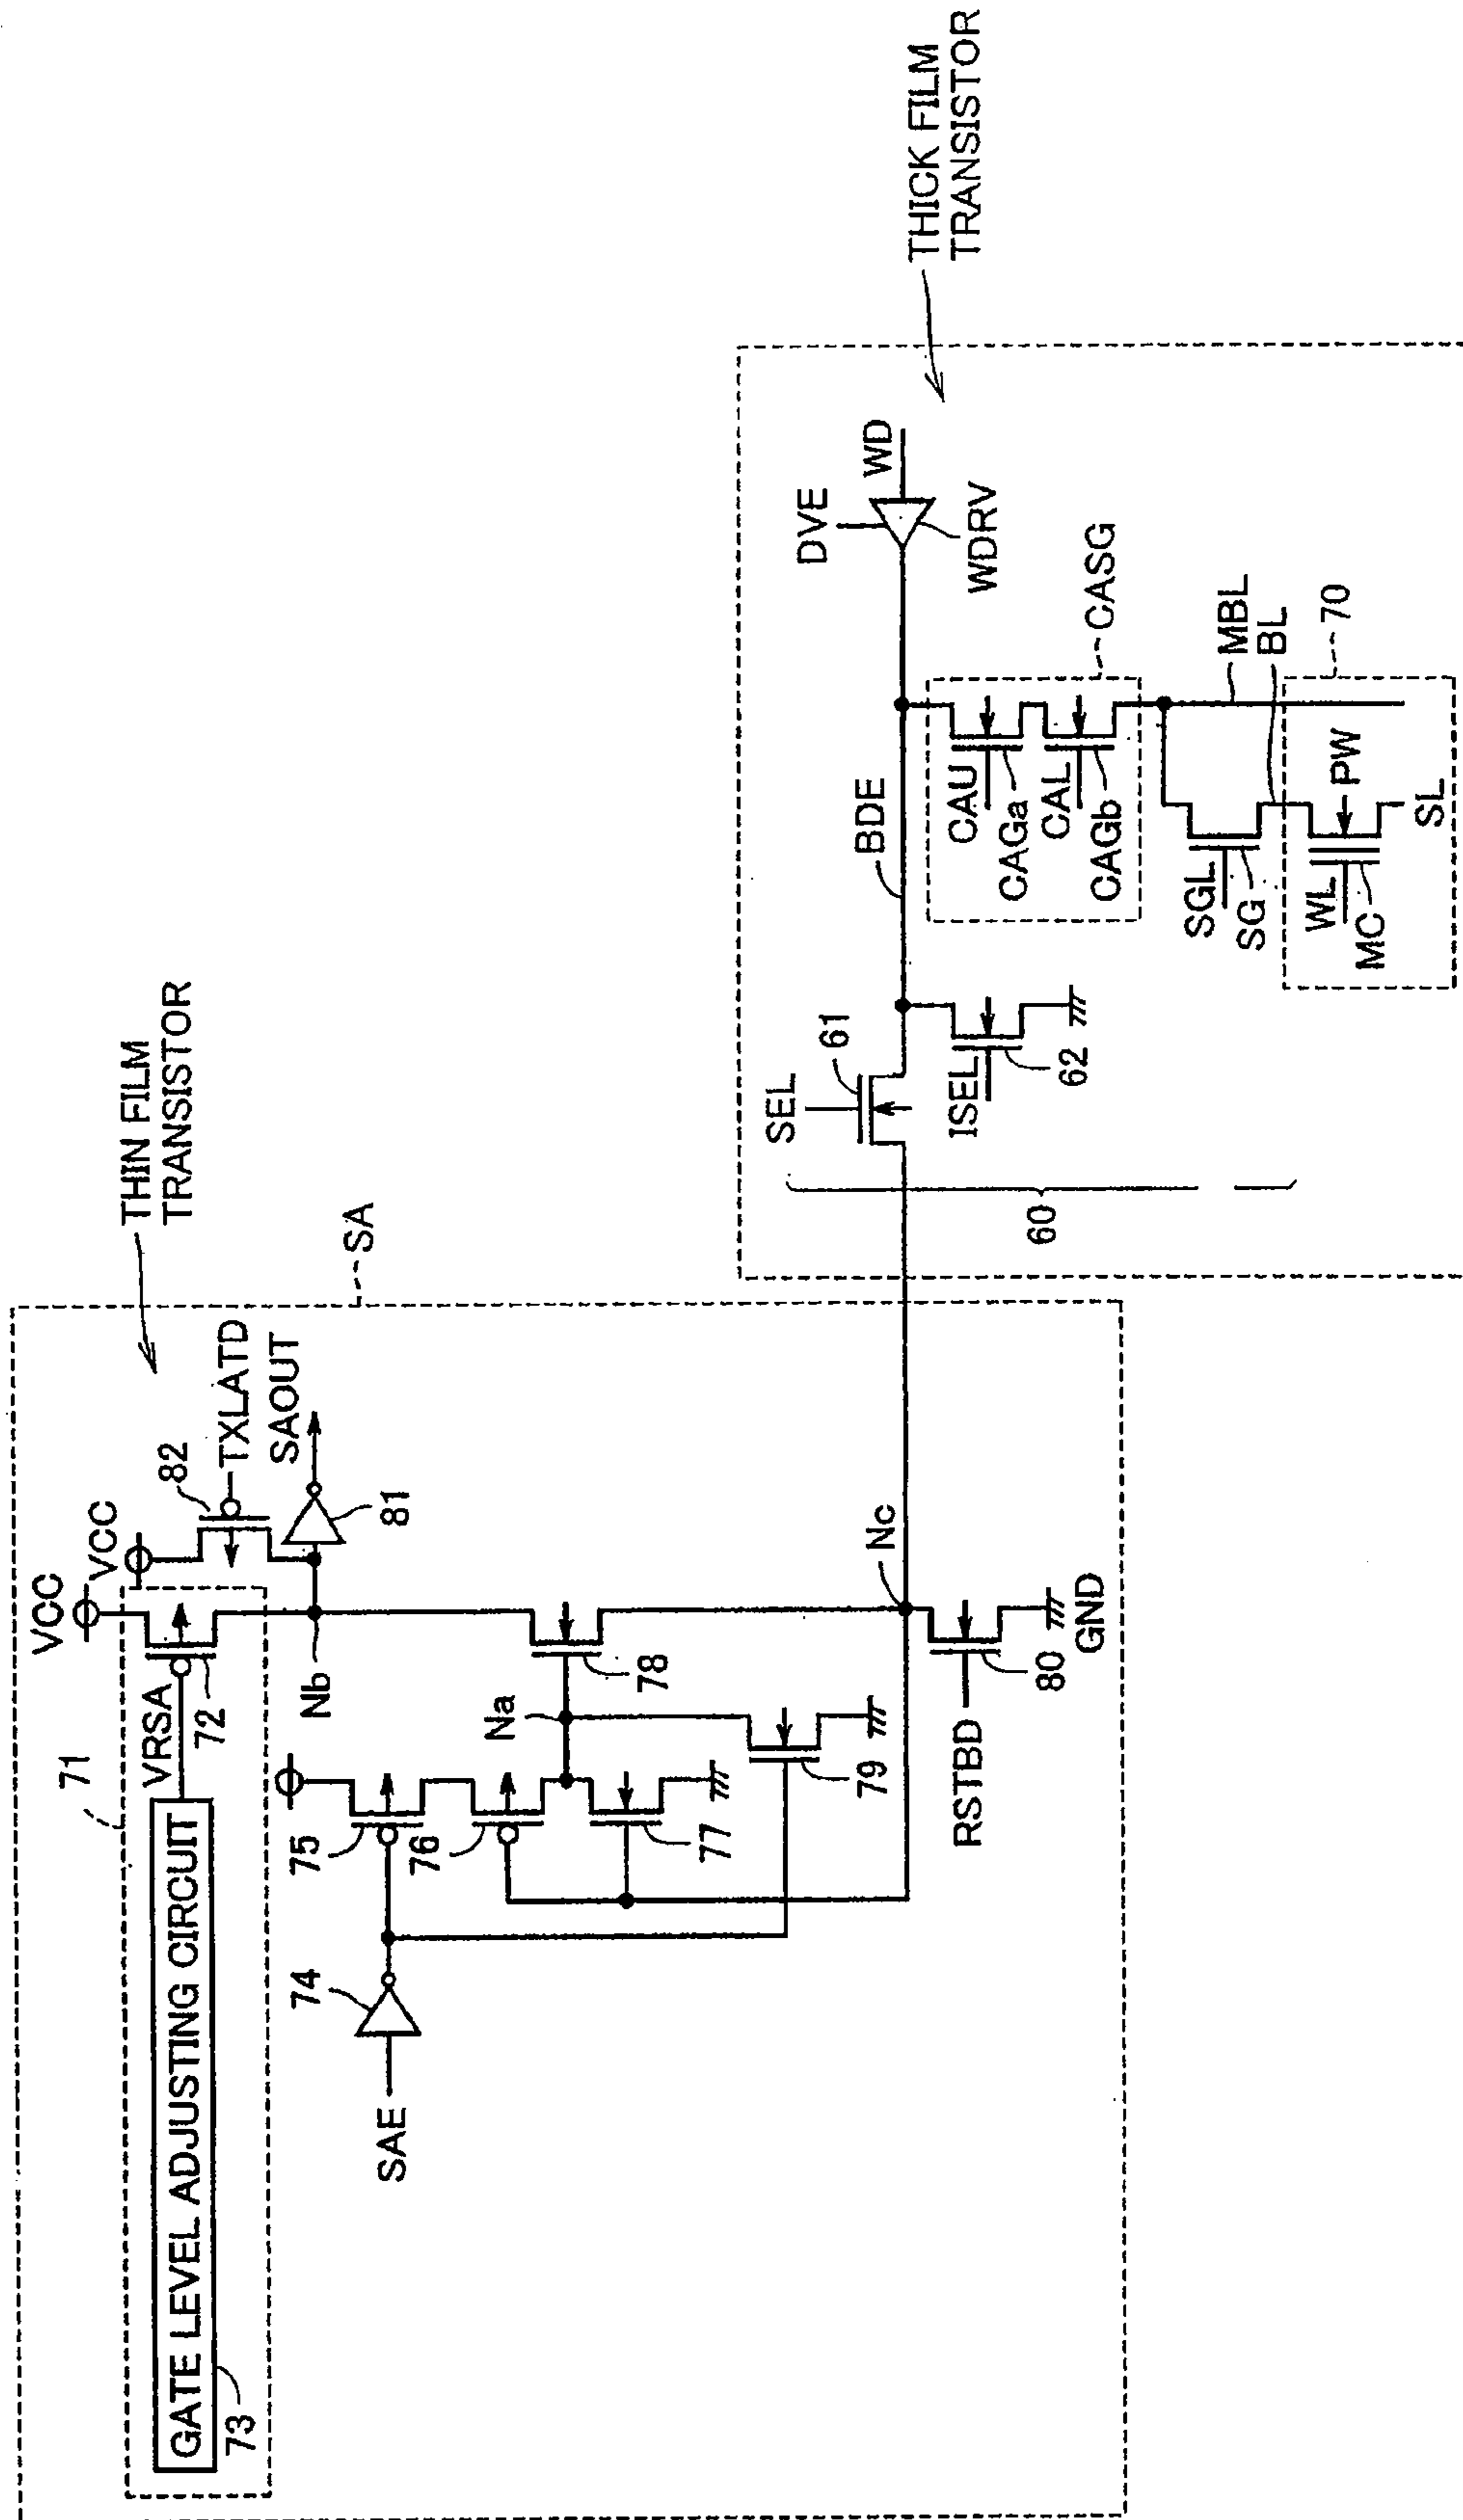 THIN FILM
TRANSISTOR
SA
VCC
VCC
82
TXLATD
SAOUT
81
71
VRSA
72
GATE LEVEL ADJUSTING CIRCUIT
73
Nb
75
76
Na
78
77
79
74
SAE
Nc
RSTBD
80
GND
THICK FILM
TRANSISTOR
SEL
61
ISEL
62
60
BDE
DVE
WD
WDRV
CAU
CAGa
CAL
CAGb
CASG
MBL
BL
70
SGL
SG
WL
MC
PW
SL